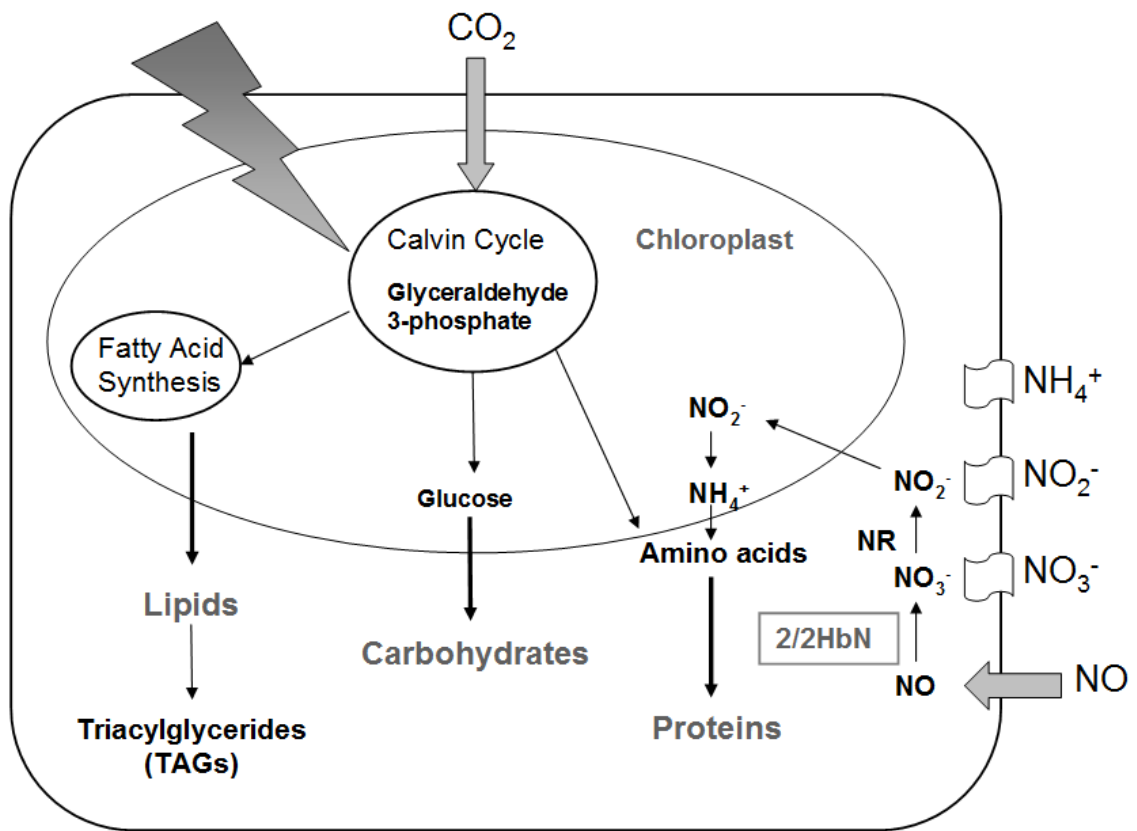 CO₂
Calvin Cycle
Glyceraldehyde
3-phosphate
Chloroplast
Fatty Acid
Synthesis
NH₄⁺
NO₂⁻
NO₂⁻
NO₂⁻
Glucose
NH₄⁺
NR
Amino acids
NO₃⁻
NO₃⁻
Lipids
Carbohydrates
2/2HbN
NO
NO
Triacylglycerides
(TAGs)
Proteins